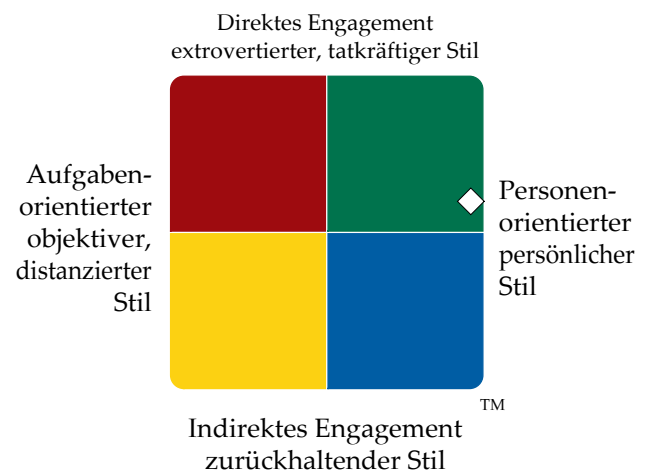 Direktes Engagement
extrovertierter, tatkräftiger Stil
Aufgaben-
orientierter
objektiver,
distanzierter
Stil
Personen-
orientierter
persönlicher
Stil
TM
Indirektes Engagement
zurückhaltender Stil